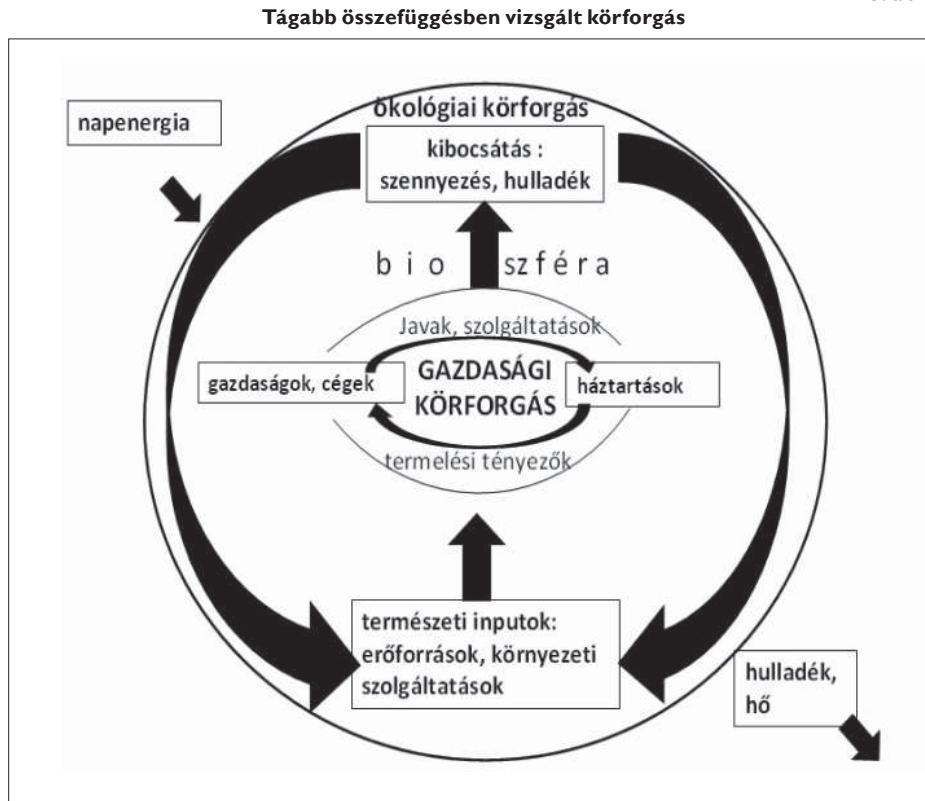 Tágabb összefüggésben vizsgált körforgás
napenergia
ökológiai körforgás
kibocsátás :
szennyezés, hulladék
bio szféra
Javak, szolgáltatások
gazdaságok, cégek
GAZDASÁGI
KÖRFORGÁS
háztartások
termelési tényezők
természeti inputok:
erőforrások, környezeti
szolgáltatások
hulladék,
hő